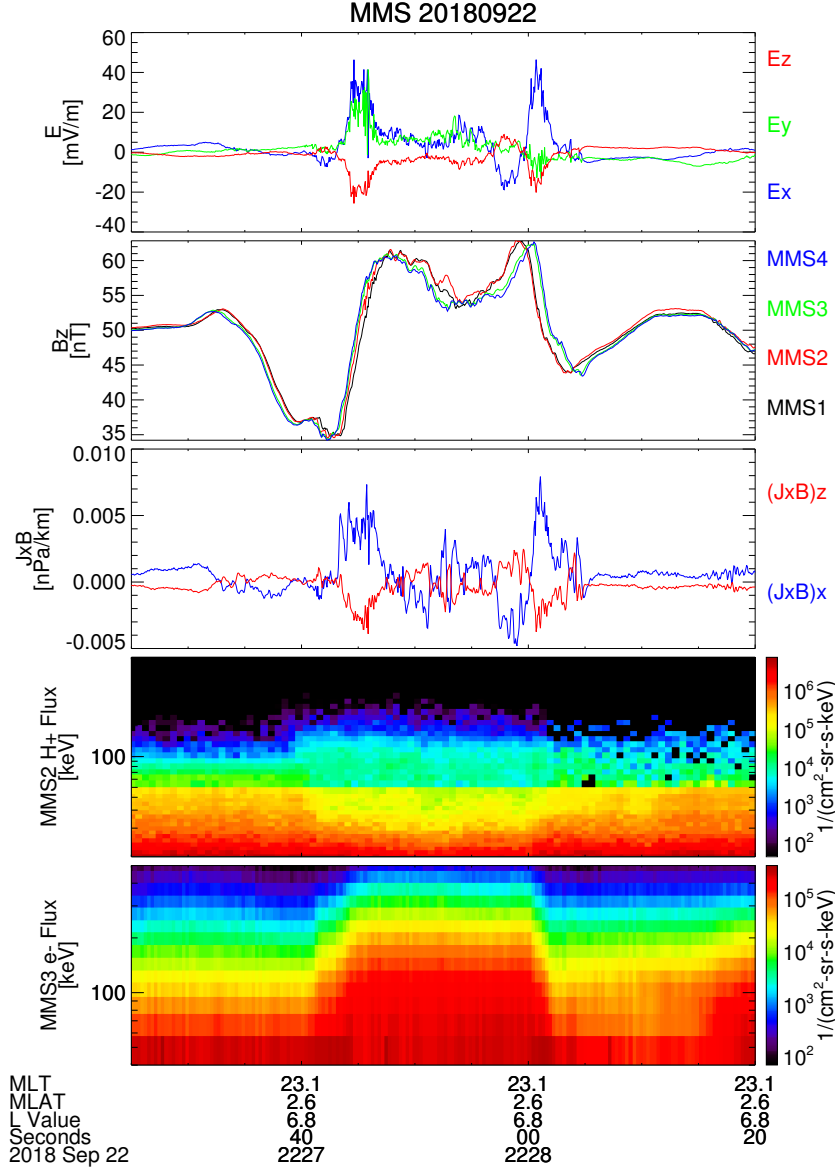 MMS 20180922
60
40
20
0
-20
-40
E
[mV/m]
Ez
Ey
Ex
60
55
50
45
40
35
Bz
[nT]
MMS4
MMS3
MMS2
MMS1
0.010
0.005
0.000
-0.005
JxB
[nPa/km]
(JxB)z
(JxB)x
100
MMS2 H+ Flux
[keV]
10^6
10^5
10^4
10^3
10^2
1/(cm^2-sr-s-keV)
100
MMS3 e- Flux
[keV]
10^5
10^4
10^3
10^2
1/(cm^2-sr-s-keV)
MLT 23.1 23.1 23.1
MLAT 2.6 2.6 2.6
L Value 6.8 6.8 6.8
Seconds 40 00 20
2018 Sep 22 2227 2228